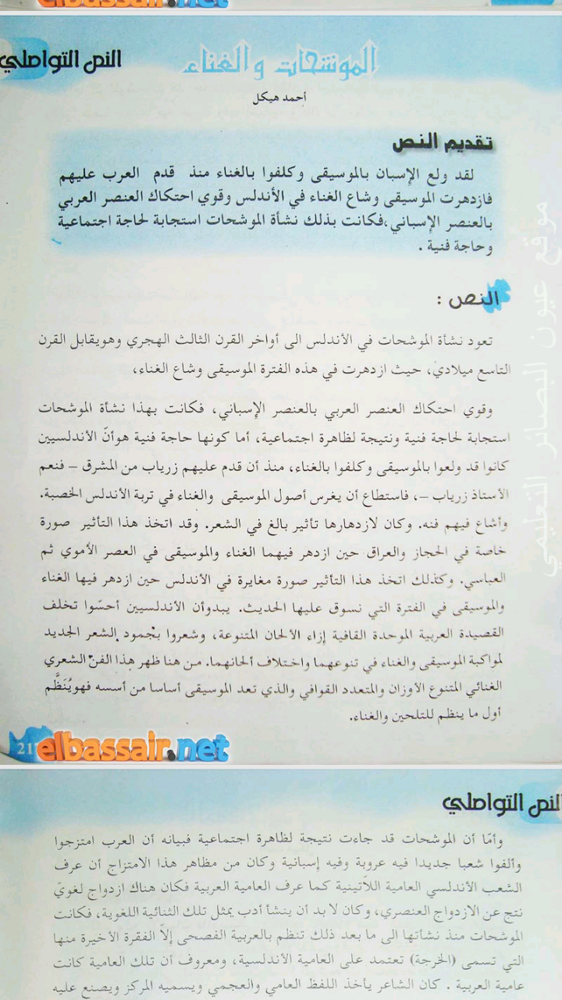 elbassair.net
النص التواصلي
الموشحات والغناء
أحمد هيكل
تقديم النص
لقد ولع الإسبان بالموسيقى وكلفوا بالغناء منذ قدم العرب عليهم
فازدهرت الموسيقى وشاع الغناء في الأندلس وقوي احتكاك العنصر العربي
بالعنصر الإسباني،فكانت بذلك نشأة الموشحات استجابة لحاجة اجتماعية
وحاجة فنية .
النص :
تعود نشأة الموشحات في الأندلس الى أواخر القرن الثالث الهجري وهويقابل القرن
التاسع ميلادي، حيث ازدهرت في هذه الفترة الموسيقى وشاع الغناء،
وقوي احتكاك العنصر العربي بالعنصر الإسباني، فكانت بهذا نشأة الموشحات
استجابة لحاجة فنية ونتيجة لظاهرة اجتماعية، أما كونها حاجة فنية هوأنّ الأندلسيين
كانوا قد ولعوا بالموسيقى وكلفوا بالغناء، منذ أن قدم عليهم زرياب من المشرق – فنعم
الأستاذ زرياب –، فاستطاع أن يغرس أصول الموسيقى والغناء في تربة الأندلس الخصبة.
وأشاع فيهم فنه. وكان لازدهارها تأثير بالغ في الشعر. وقد اتخذ هذا التأثير صورة
خاصة في الحجاز والعراق حين ازدهر فيهما الغناء والموسيقى في العصر الأموي ثم
العباسي. وكذلك اتخذ هذا التأثير صورة مغايرة في الأندلس حين ازدهر فيها الغناء
والموسيقى في الفترة التي نسوق عليها الحديث. يبدوأن الأندلسيين أحسّوا تخلف
القصيدة العربية الموحدة القافية إزاء الألحان المتنوعة، وشعروا بجمود الشعر الجديد
لمواكبة الموسيقى والغناء في تنوعهما واختلاف ألحانهما. من هنا ظهر هذا الفن الشعري
الغنائي المتنوع الأوزان والمتعدد القوافي والذي تعد الموسيقى أساسا من أسسه فهويُنَظَّم
أول ما ينظم للتلحين والغناء.
موقع عيون البصائر التعليمي
21
elbassair.net
النص التواصلي
وأمّا أن الموشحات قد جاءت نتيجة لظاهرة اجتماعية فبيانه أن العرب امتزجوا
وألفوا شعبا جديدا فيه عروبة وفيه إسبانية وكان من مظاهر هذا الامتزاج أن عرف
الشعب الأندلسي العامية اللاّتينية كما عرف العامية العربية فكان هناك ازدواج لغويّ
نتج عن الازدواج العنصري، وكان لا بد أن ينشأ أدب يمثل تلك الثنائية اللغوية، فكانت
الموشحات منذ نشأتها الى ما بعد ذلك تنظم بالعربية الفصحى إلاّ الفقرة الأخيرة منها
التي تسمى (الخرجة) تعتمد على العامية الأندلسية، ومعروف أن تلك العامية كانت
عامية العربية . كان الشاعر يأخذ اللفظ العامي والعجمي ويسميه المركز ويصنع عليه